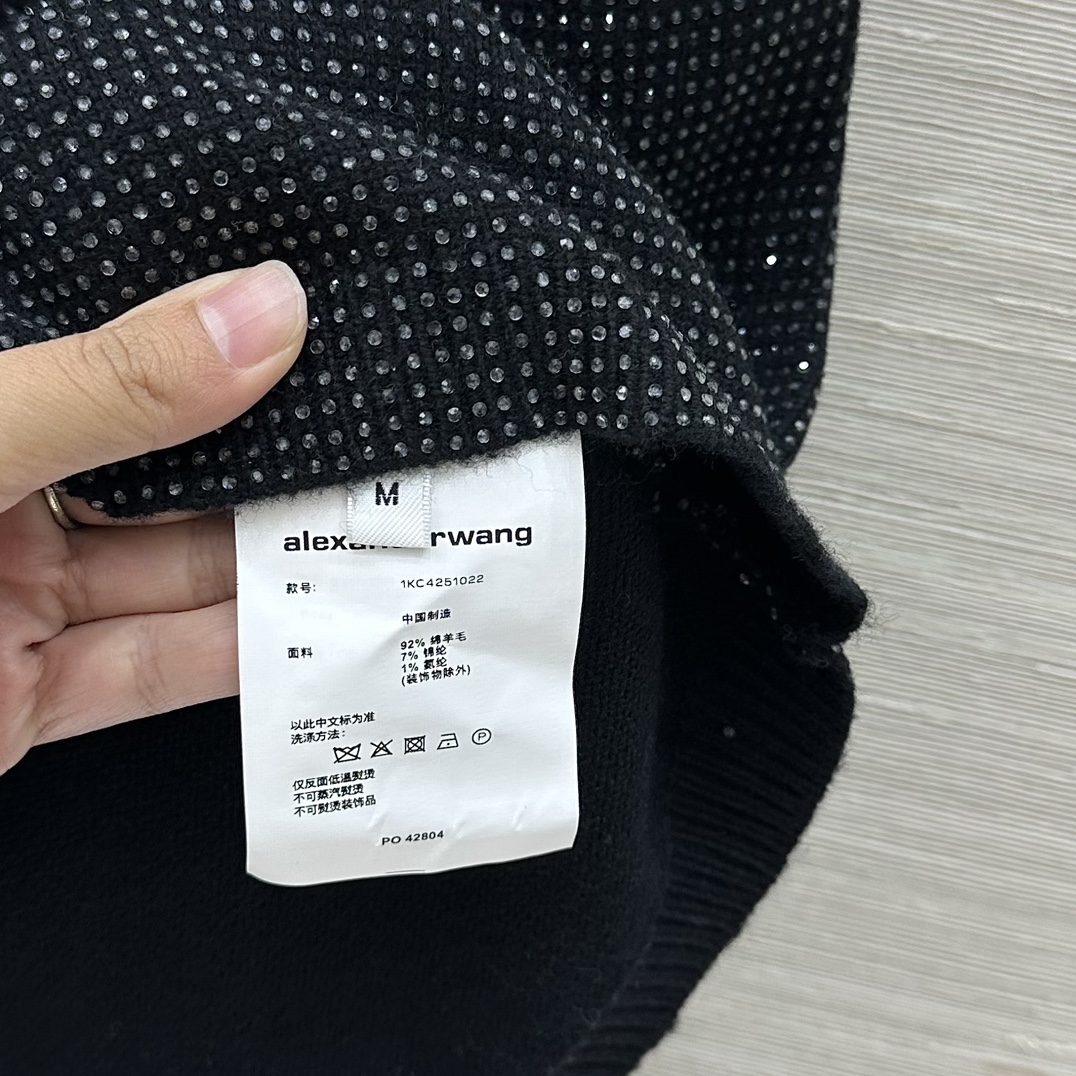 M
alexanderwang
款号: 1KC4251022
中国制造
面料 92% 绵羊毛
7% 锦纶
1% 氨纶
(装饰物除外)
以此中文标为准
洗涤方法:
P
仅反面低温熨烫
不可蒸汽熨烫
不可熨烫装饰品
PO 42804